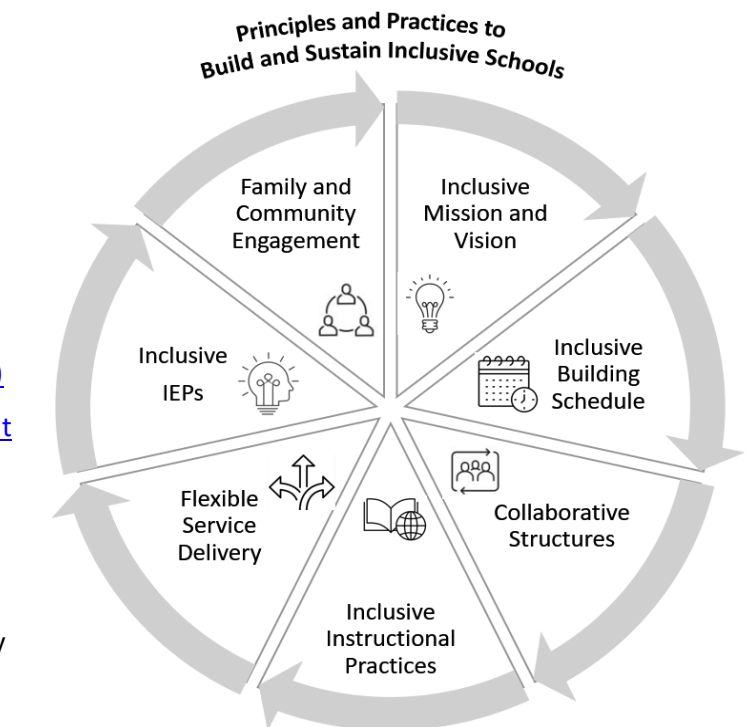 Principles and Practices to
Build and Sustain Inclusive Schools
Family and
Community
Engagement
Inclusive
Mission and
Vision
Inclusive
Building
Schedule
Collaborative
Structures
Inclusive
Instructional
Practices
Flexible
Service
Delivery
Inclusive
IEPs